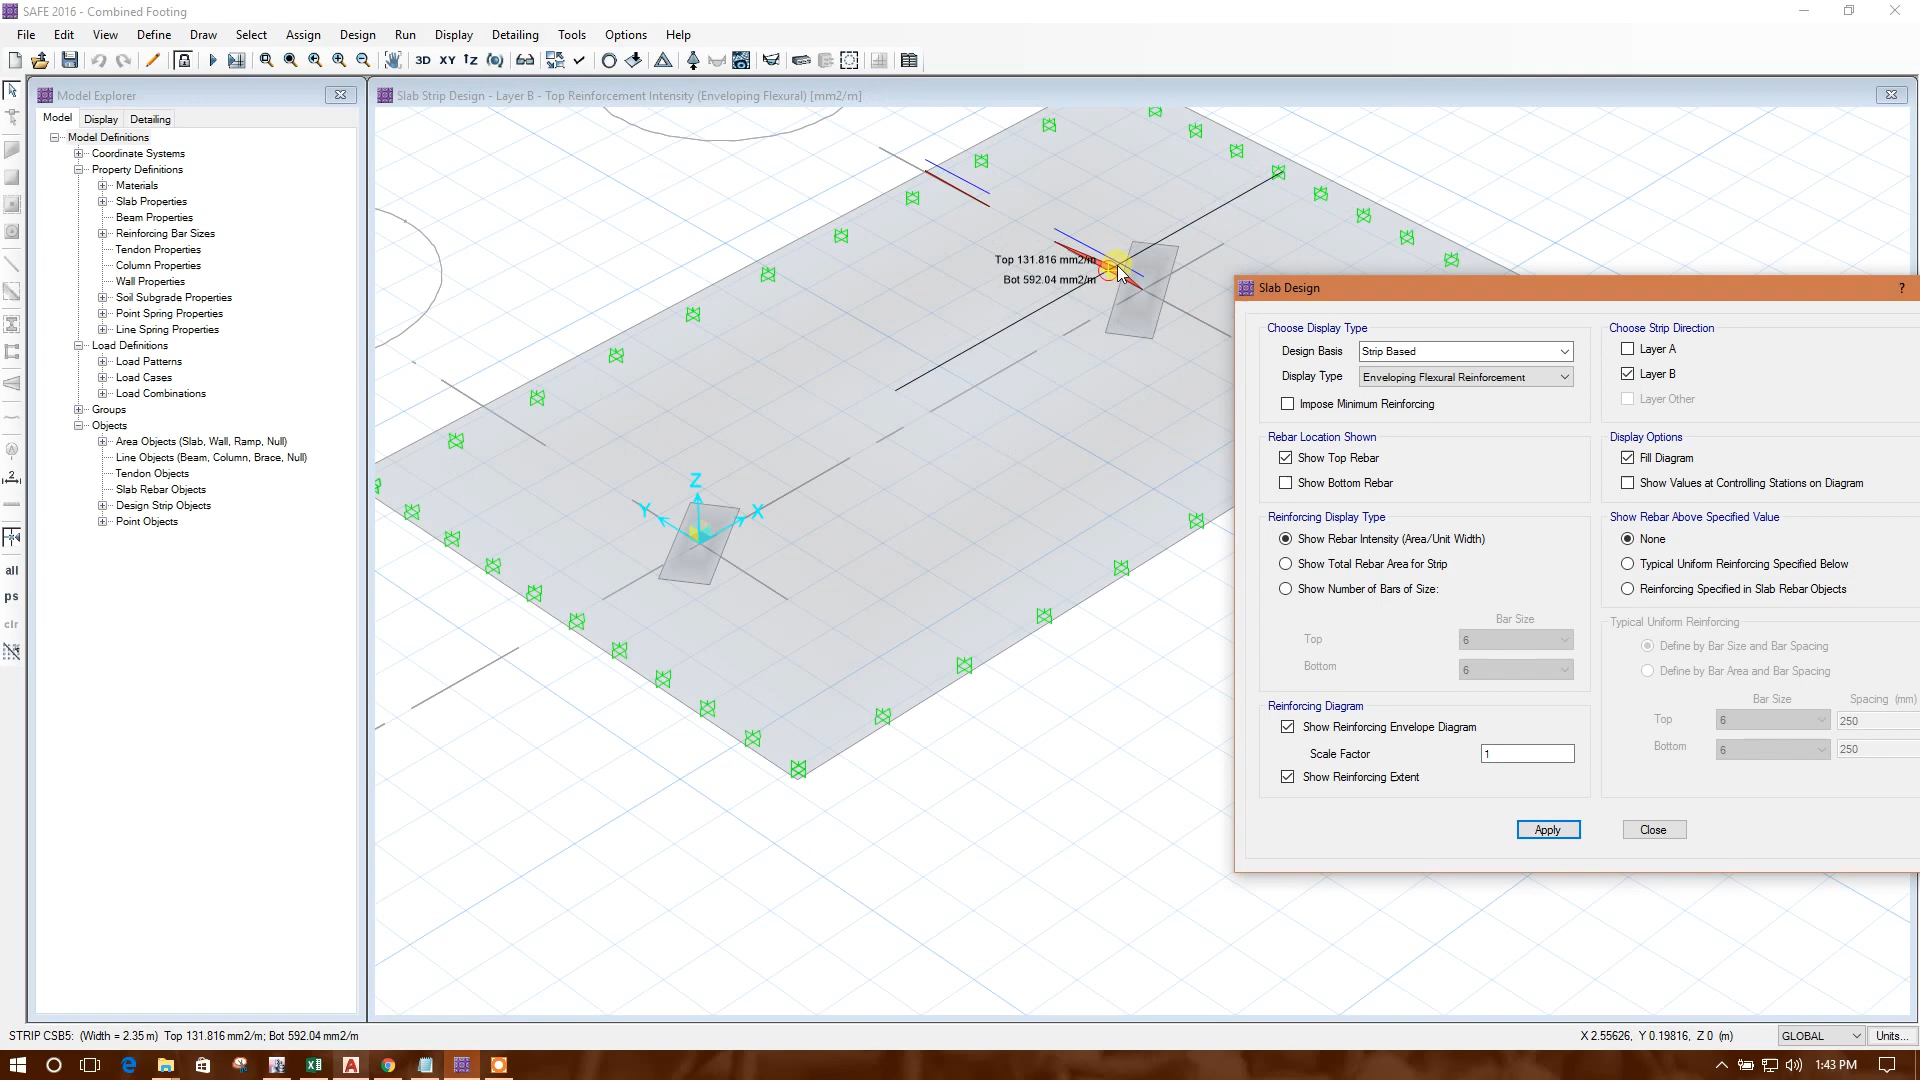 SAFE 2016 - Combined Footing
File Edit View Define Draw Select Assign Design Run Display Detailing Tools Options Help
3D XY
Model Explorer
Model Display Detailing
Model Definitions
Coordinate Systems
Property Definitions
Materials
Slab Properties
Beam Properties
Reinforcing Bar Sizes
Tendon Properties
Column Properties
Wall Properties
Soil Subgrade Properties
Point Spring Properties
Line Spring Properties
Load Definitions
Load Patterns
Load Cases
Load Combinations
Groups
Objects
Area Objects (Slab, Wall, Ramp, Null)
Line Objects (Beam, Column, Brace, Null)
Tendon Objects
Slab Rebar Objects
Design Strip Objects
Point Objects
all
ps
clr
Slab Strip Design - Layer B - Top Reinforcement Intensity (Enveloping Flexural) [mm2/m]
Top 131.816 mm2/m
Bot 592.04 mm2/m
Z
Y X
Slab Design ?
Choose Display Type
Design Basis Strip Based
Display Type Enveloping Flexural Reinforcement
Impose Minimum Reinforcing
Rebar Location Shown
Show Top Rebar
Show Bottom Rebar
Reinforcing Display Type
Show Rebar Intensity (Area/Unit Width)
Show Total Rebar Area for Strip
Show Number of Bars of Size:
Bar Size
Top 6
Bottom 6
Reinforcing Diagram
Show Reinforcing Envelope Diagram
Scale Factor 1
Show Reinforcing Extent
Choose Strip Direction
Layer A
Layer B
Layer Other
Display Options
Fill Diagram
Show Values at Controlling Stations on Diagram
Show Rebar Above Specified Value
None
Typical Uniform Reinforcing Specified Below
Reinforcing Specified in Slab Rebar Objects
Typical Uniform Reinforcing
Define by Bar Size and Bar Spacing
Define by Bar Area and Bar Spacing
Bar Size Spacing (mm)
Top 6 250
Bottom 6 250
Apply Close
STRIP CSB5: (Width = 2.35 m) Top 131.816 mm2/m; Bot 592.04 mm2/m
X 2.55626, Y 0.19816, Z 0 (m) GLOBAL Units...
1:43 PM